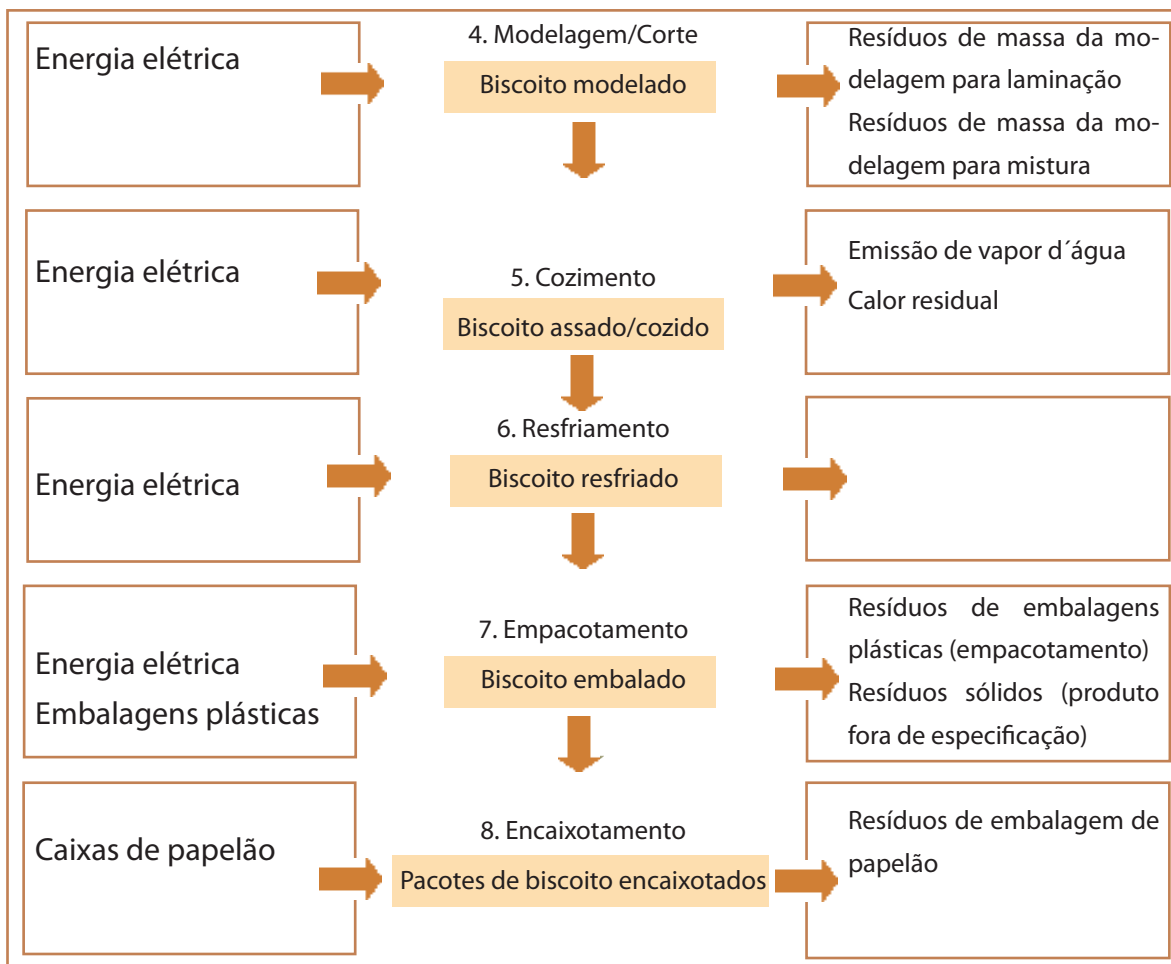 Energia elétrica
4. Modelagem/Corte
Biscoito modelado
Resíduos de massa da mo-
delagem para laminação
Resíduos de massa da mo-
delagem para mistura
Energia elétrica
5. Cozimento
Biscoito assado/cozido
Emissão de vapor d´água
Calor residual
Energia elétrica
6. Resfriamento
Biscoito resfriado
Energia elétrica
Embalagens plásticas
7. Empacotamento
Biscoito embalado
Resíduos de embalagens
plásticas (empacotamento)
Resíduos sólidos (produto
fora de especificação)
Caixas de papelão
8. Encaixotamento
Pacotes de biscoito encaixotados
Resíduos de embalagem de
papelão